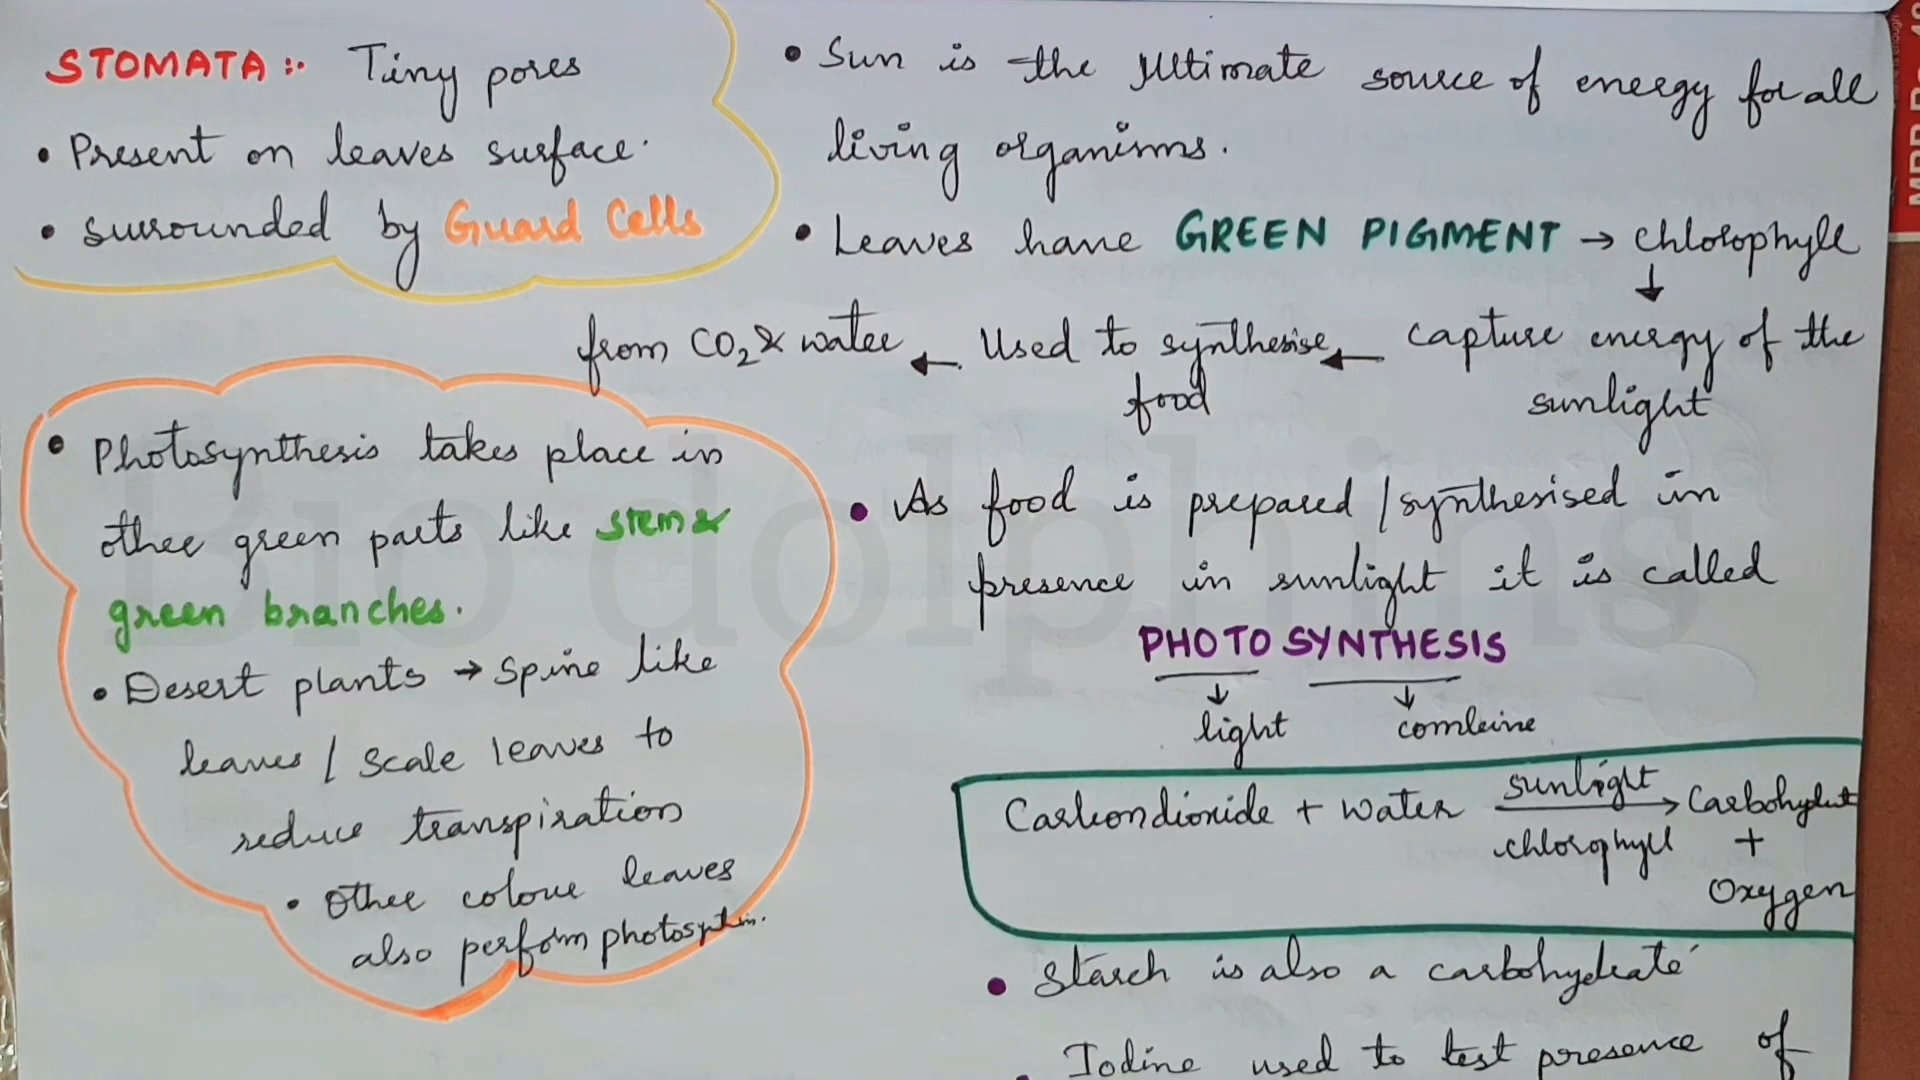 STOMATA :. Tiny pores
• Present on leaves surface.
• surrounded by Guard Cells
• Sun is the Ultimate source of energy for all
living organisms.
• Leaves have GREEN PIGMENT → chlorophyll
↓
capture energy of the
sunlight
← Used to synthesise
food
← from CO2 & water
• Photosynthesis takes place in
other green parts like stem &
green branches.
• Desert plants → Spine like
leaves / Scale leaves to
reduce transpiration
• Other colour leaves
also perform photosynthesis.
• As food is prepared / synthesised in
presence in sunlight it is called
PHOTO SYNTHESIS
↓ ↓
light combine
Carbondioxide + water sunlight → Carbohydrate
chlorophyll +
Oxygen
• Starch is also a carbohydrate
• Iodine used to test presence of
Bio dolphins